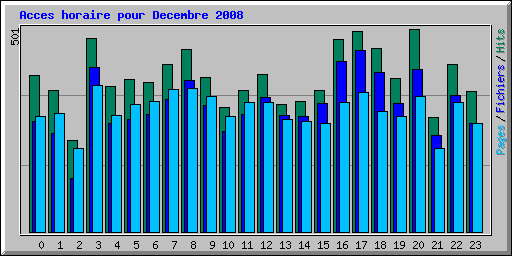 Acces horaire pour Decembre 2008
501
Pages / Fichiers / Hits
0 1 2 3 4 5 6 7 8 9 10 11 12 13 14 15 16 17 18 19 20 21 22 23